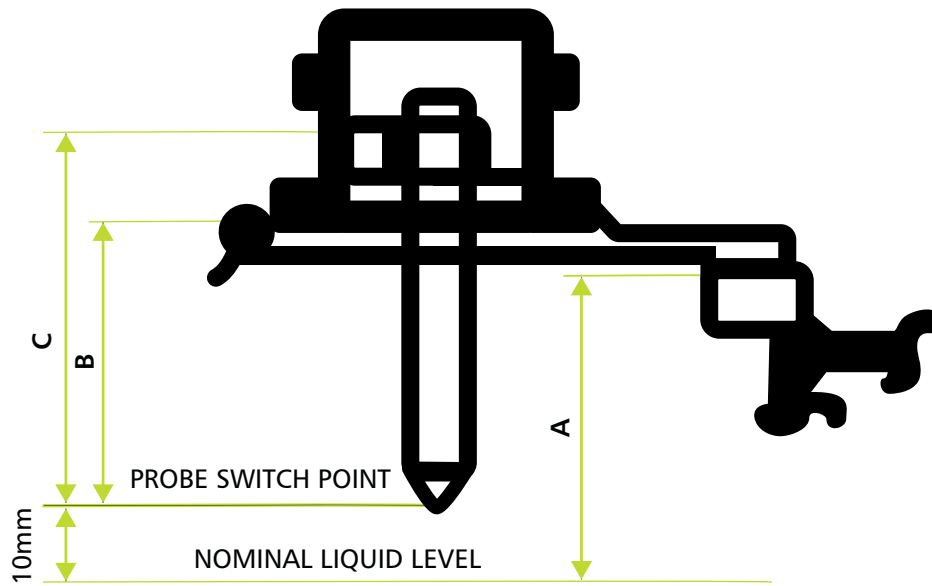 C
B
A
PROBE SWITCH POINT
10mm
NOMINAL LIQUID LEVEL